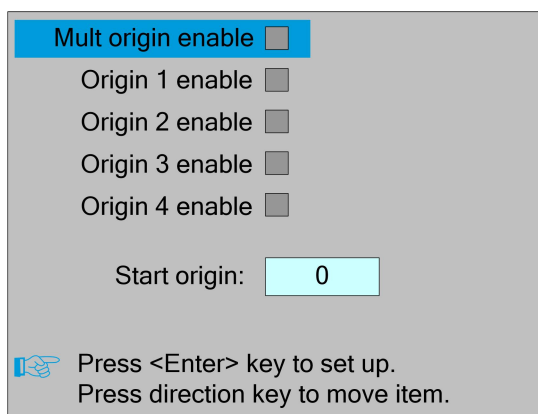 Mult origin enable
Origin 1 enable
Origin 2 enable
Origin 3 enable
Origin 4 enable
Start origin: 0
Press <Enter> key to set up.
Press direction key to move item.